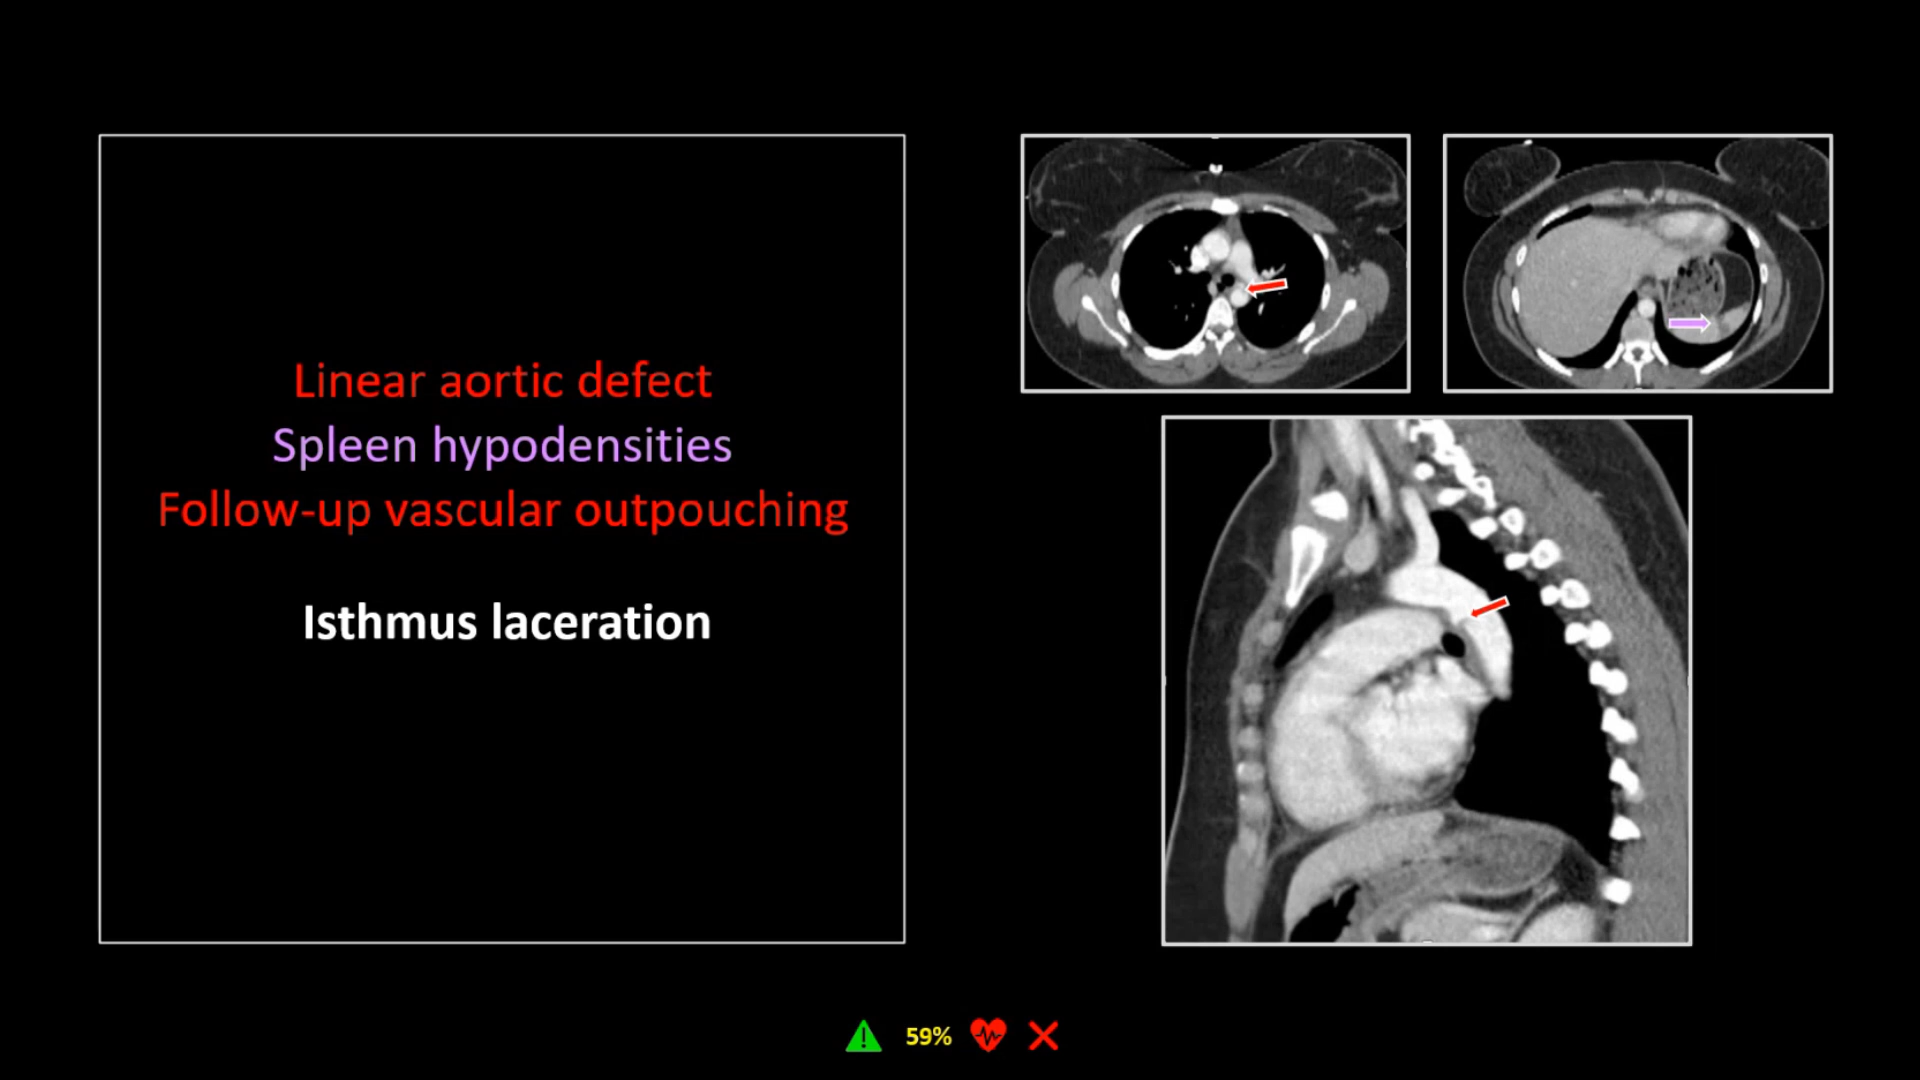 Linear aortic defect
Spleen hypodensities
Follow-up vascular outpouching
Isthmus laceration
59%